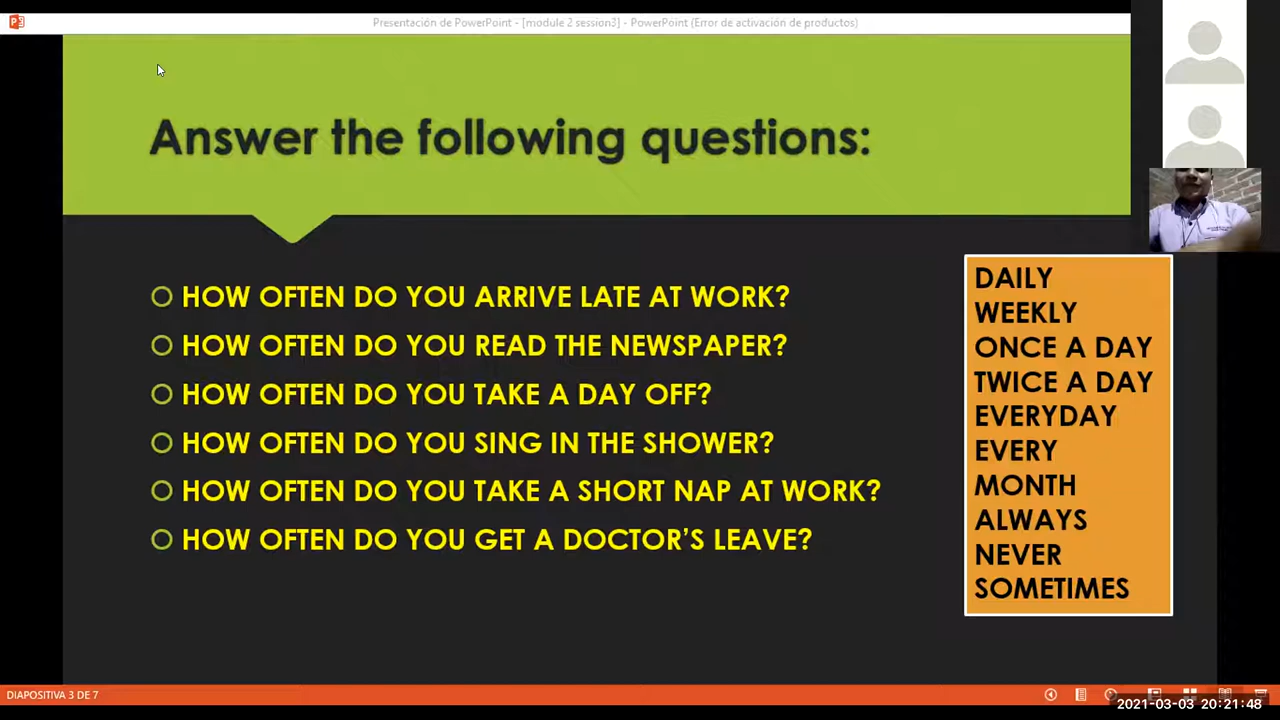 Presentación de PowerPoint - [module 2 session3] - PowerPoint (Error de activación de productos)
Answer the following questions:
HOW OFTEN DO YOU ARRIVE LATE AT WORK?
HOW OFTEN DO YOU READ THE NEWSPAPER?
HOW OFTEN DO YOU TAKE A DAY OFF?
HOW OFTEN DO YOU SING IN THE SHOWER?
HOW OFTEN DO YOU TAKE A SHORT NAP AT WORK?
HOW OFTEN DO YOU GET A DOCTOR’S LEAVE?
DAILY
WEEKLY
ONCE A DAY
TWICE A DAY
EVERYDAY
EVERY
MONTH
ALWAYS
NEVER
SOMETIMES
DIAPOSITIVA 3 DE 7
2021-03-03 20:21:48